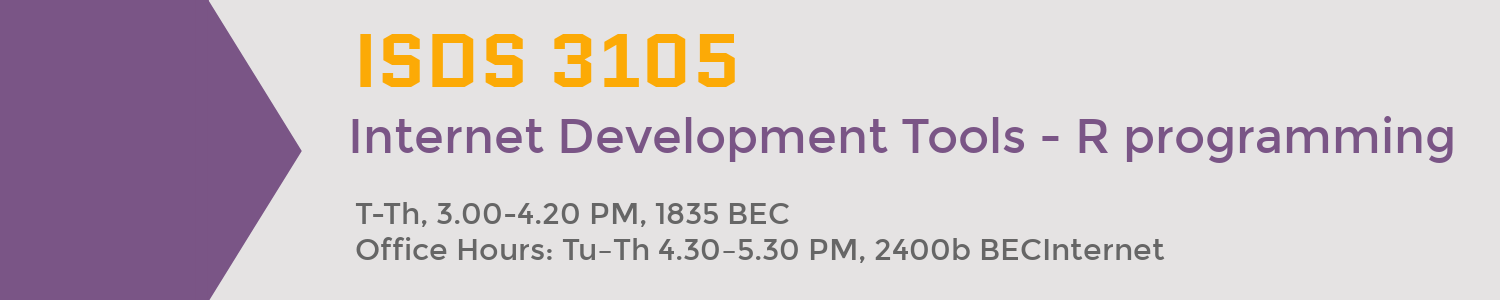 ISDS 3105
Internet Development Tools - R programming
T-Th, 3.00-4.20 PM, 1835 BEC
Office Hours: Tu–Th 4.30–5.30 PM, 2400b BECInternet